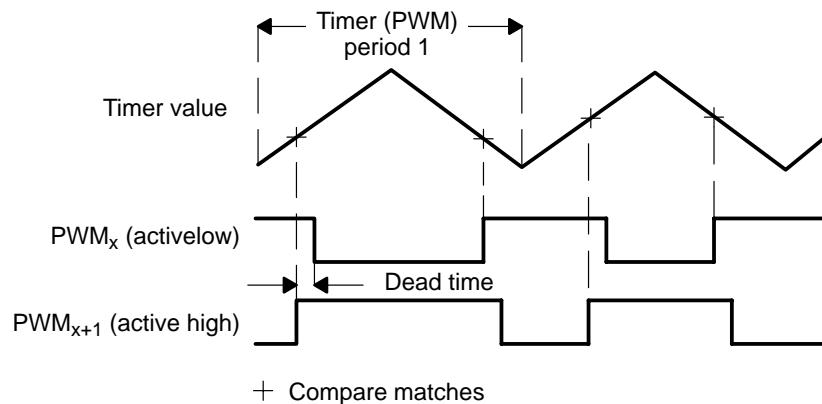 Timer (PWM)
period 1
Timer value
PWMx (activelow)
Dead time
PWMx+1 (active high)
Compare matches